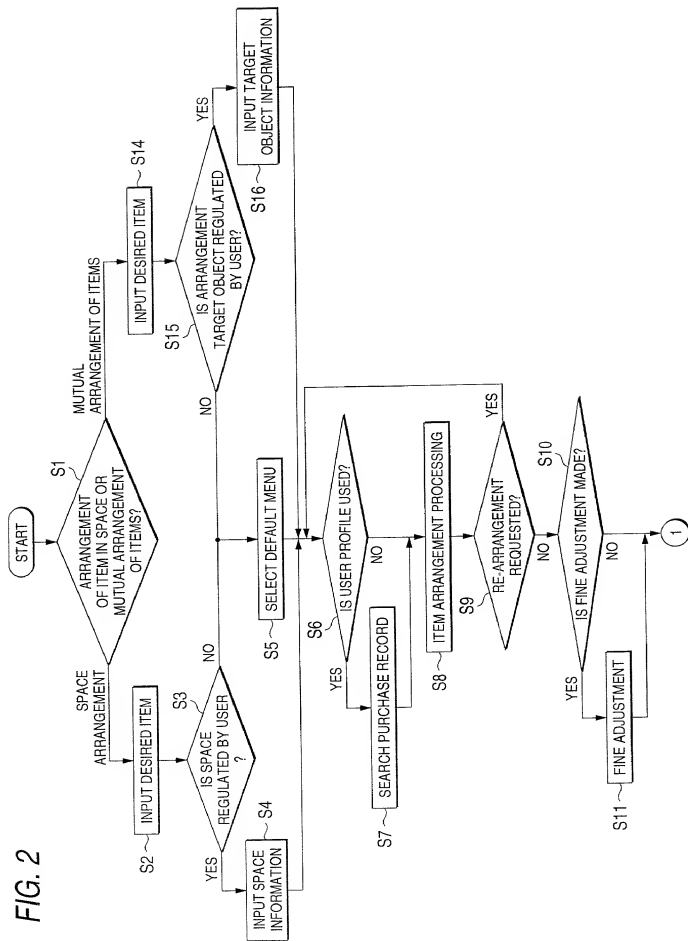 FIG. 2
START
S1
ARRANGEMENT
OF ITEM IN SPACE OR
MUTUAL ARRANGEMENT
OF ITEMS?
SPACE
ARRANGEMENT
MUTUAL
ARRANGEMENT OF ITEMS
INPUT DESIRED ITEM
S2
S3
IS SPACE
REGULATED BY USER
?
YES
NO
INPUT SPACE
INFORMATION
S4
INPUT DESIRED ITEM
S14
S15
IS ARRANGEMENT
TARGET OBJECT REGULATED
BY USER?
NO
YES
INPUT TARGET
OBJECT INFORMATION
S16
SELECT DEFAULT MENU
S5
IS USER PROFILE USED?
S6
YES
NO
SEARCH PURCHASE RECORD
S7
ITEM ARRANGEMENT PROCESSING
S8
RE-ARRANGEMENT
REQUESTED?
S9
YES
NO
IS FINE ADJUSTMENT MADE?
S10
YES
NO
FINE ADJUSTMENT
S11
1